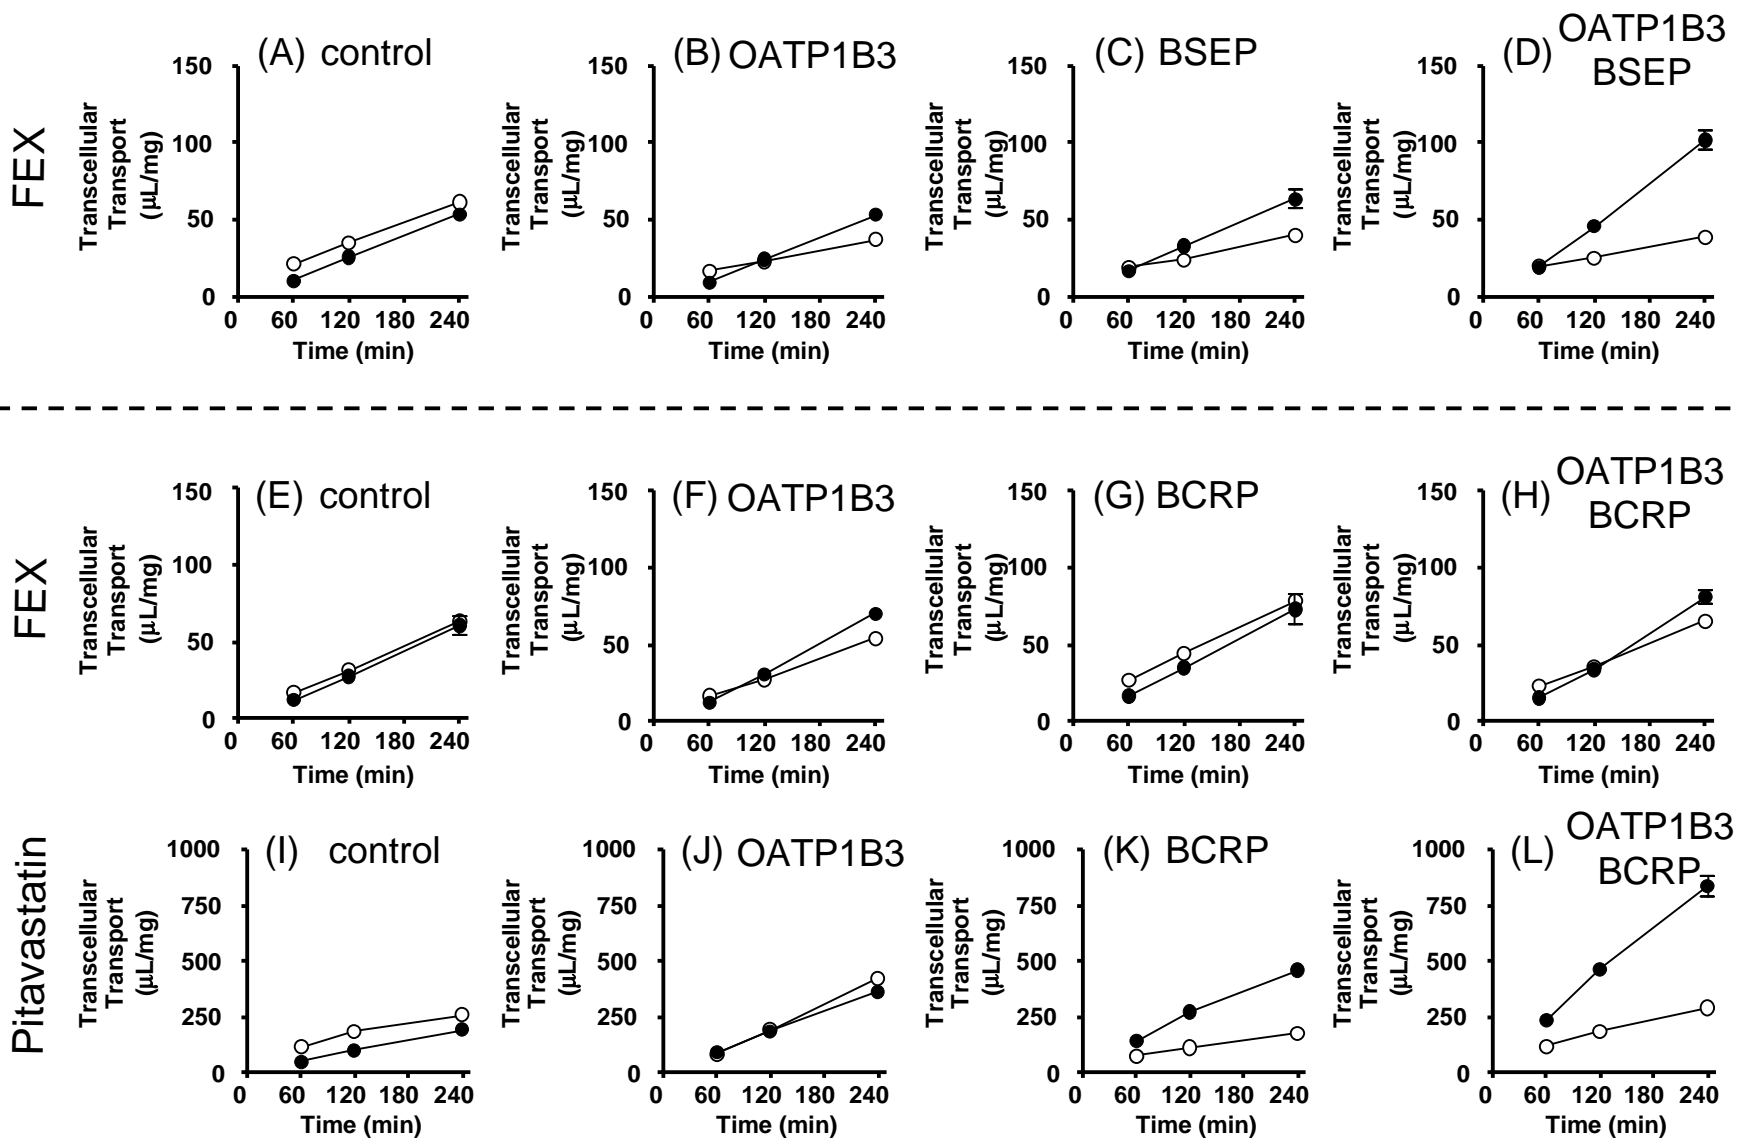 FEX
(A) control
Transcellular
Transport
(μL/mg)
150
100
50
0
0 60 120 180 240
Time (min)
(B) OATP1B3
Transcellular
Transport
(μL/mg)
150
100
50
0
0 60 120 180 240
Time (min)
(C) BSEP
Transcellular
Transport
(μL/mg)
150
100
50
0
0 60 120 180 240
Time (min)
(D) OATP1B3
BSEP
Transcellular
Transport
(μL/mg)
150
100
50
0
0 60 120 180 240
Time (min)
FEX
(E) control
Transcellular
Transport
(μL/mg)
150
100
50
0
0 60 120 180 240
Time (min)
(F) OATP1B3
Transcellular
Transport
(μL/mg)
150
100
50
0
0 60 120 180 240
Time (min)
(G) BCRP
Transcellular
Transport
(μL/mg)
150
100
50
0
0 60 120 180 240
Time (min)
(H) OATP1B3
BCRP
Transcellular
Transport
(μL/mg)
150
100
50
0
0 60 120 180 240
Time (min)
Pitavastatin
(I) control
Transcellular
Transport
(μL/mg)
1000
750
500
250
0
0 60 120 180 240
Time (min)
(J) OATP1B3
Transcellular
Transport
(μL/mg)
1000
750
500
250
0
0 60 120 180 240
Time (min)
(K) BCRP
Transcellular
Transport
(μL/mg)
1000
750
500
250
0
0 60 120 180 240
Time (min)
(L) OATP1B3
BCRP
Transcellular
Transport
(μL/mg)
1000
750
500
250
0
0 60 120 180 240
Time (min)